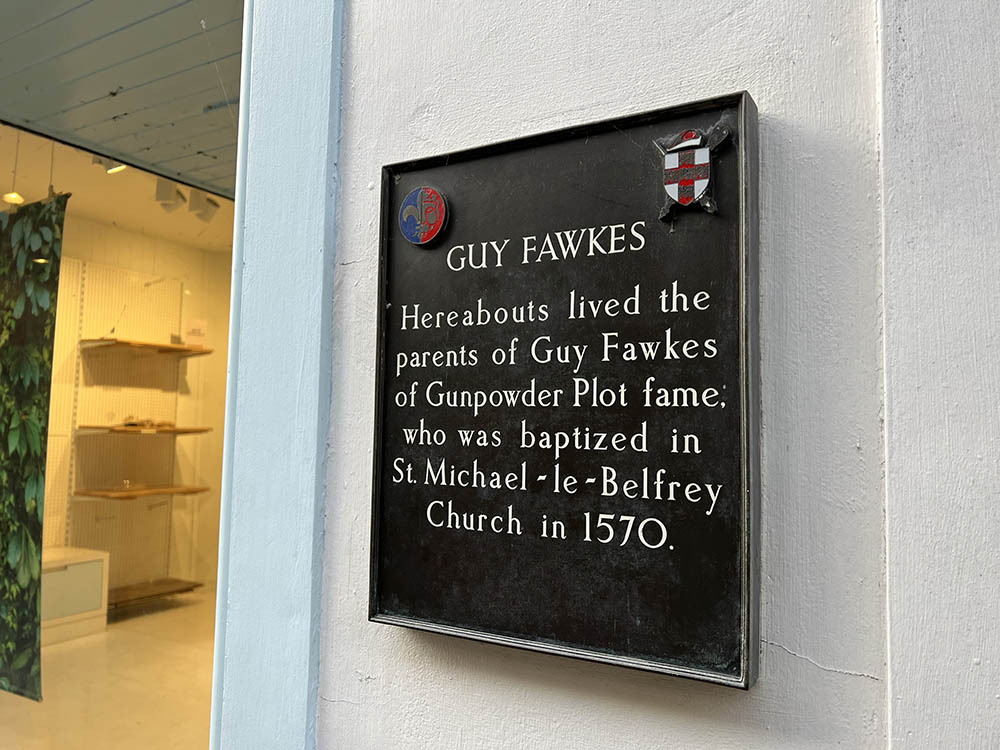 GUY FAWKES
Hereabouts lived the
parents of Guy Fawkes
of Gunpowder Plot fame,
who was baptized in
St. Michael-le-Belfrey
Church in 1570.